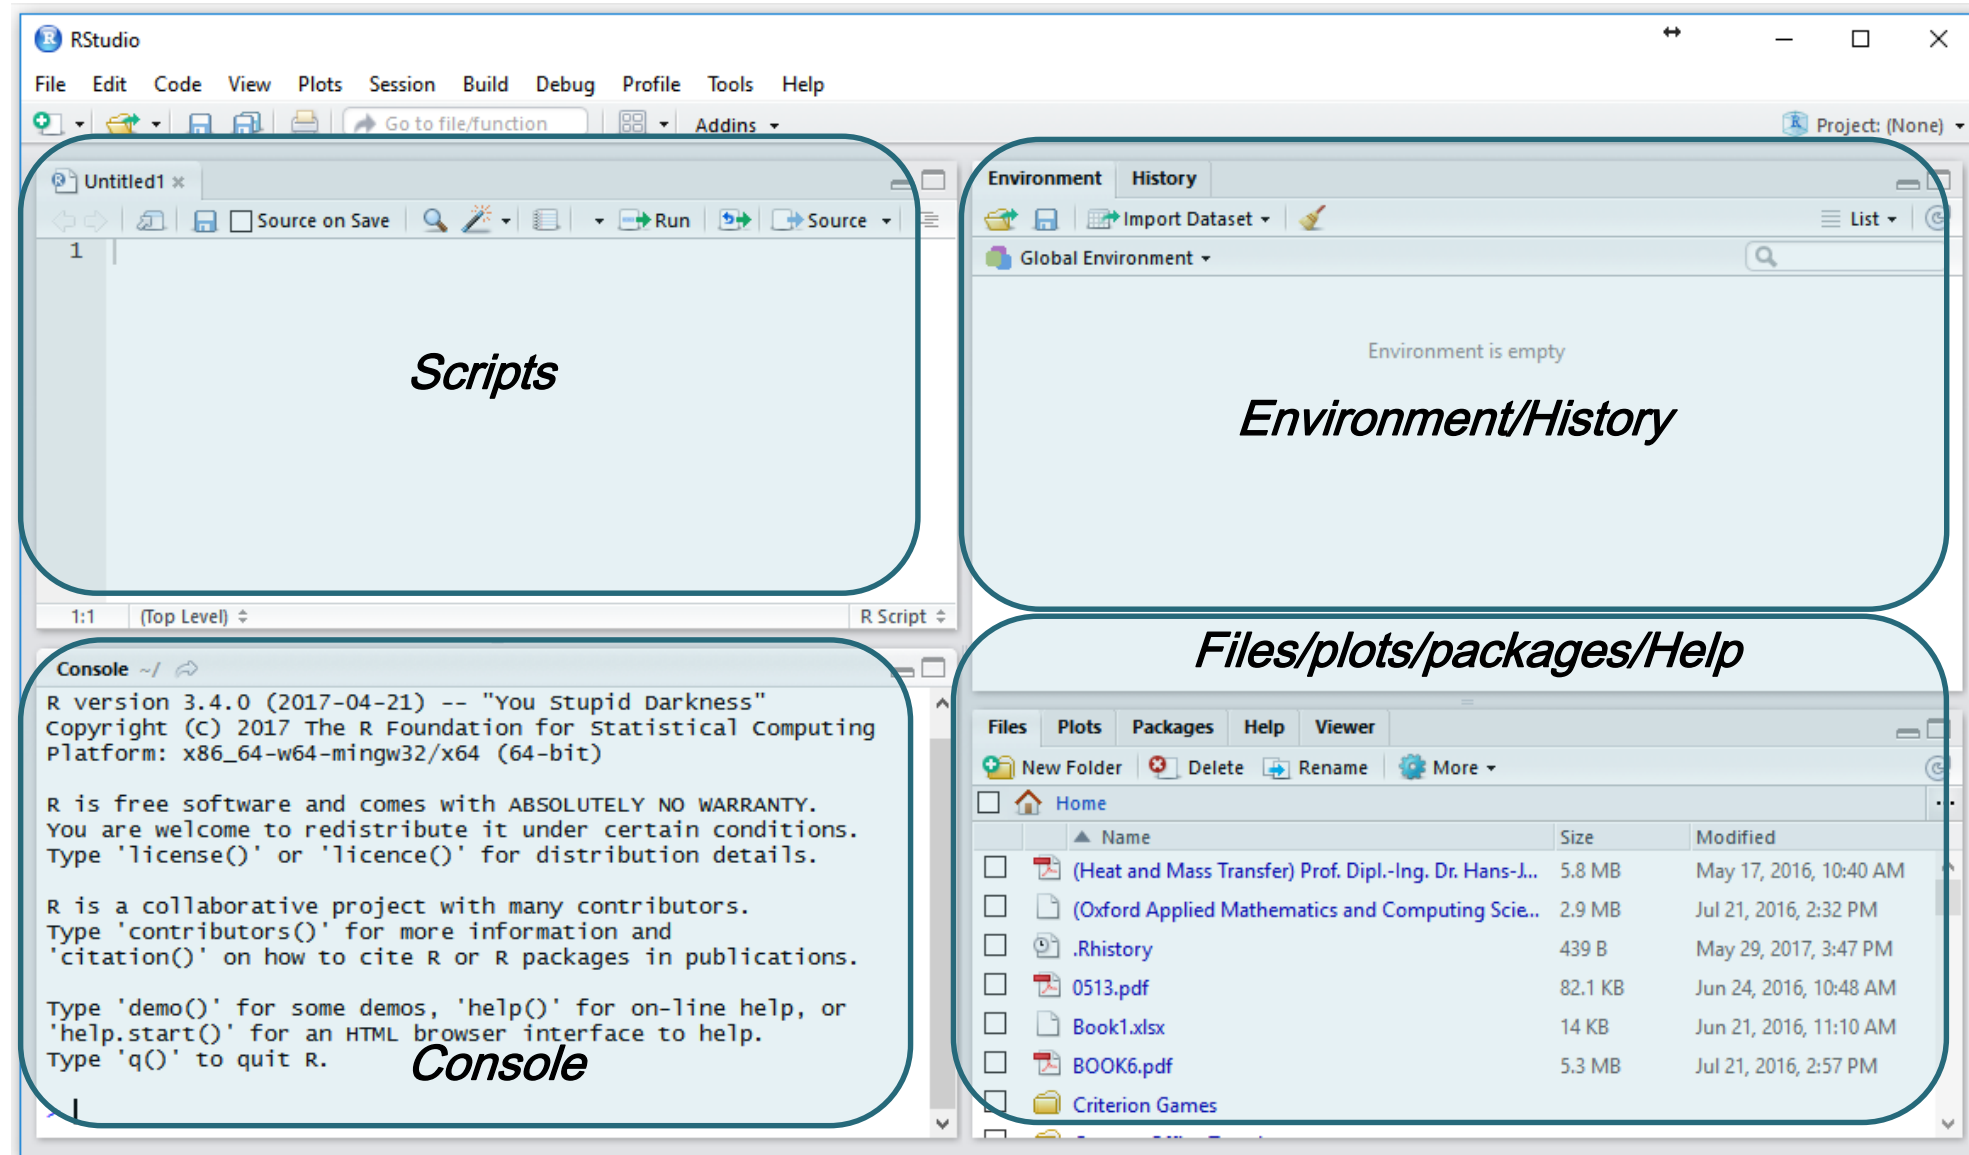 RStudio
File Edit Code View Plots Session Build Debug Profile Tools Help
Go to file/function Addins Project: (None)
Untitled1
Source on Save Run Source
1
Scripts
1:1 (Top Level) R Script
Console ~/
R version 3.4.0 (2017-04-21) -- "You Stupid Darkness"
Copyright (C) 2017 The R Foundation for Statistical Computing
Platform: x86_64-w64-mingw32/x64 (64-bit)
R is free software and comes with ABSOLUTELY NO WARRANTY.
You are welcome to redistribute it under certain conditions.
Type 'license()' or 'licence()' for distribution details.
R is a collaborative project with many contributors.
Type 'contributors()' for more information and
'citation()' on how to cite R or R packages in publications.
Type 'demo()' for some demos, 'help()' for on-line help, or
'help.start()' for an HTML browser interface to help.
Type 'q()' to quit R.
Console
>
Environment History
Import Dataset List
Global Environment
Environment is empty
Environment/History
Files/plots/packages/Help
Files Plots Packages Help Viewer
New Folder Delete Rename More
Home ...
Name Size Modified
(Heat and Mass Transfer) Prof. Dipl.-Ing. Dr. Hans-J... 5.8 MB May 17, 2016, 10:40 AM
(Oxford Applied Mathematics and Computing Scie... 2.9 MB Jul 21, 2016, 2:32 PM
.Rhistory 439 B May 29, 2017, 3:47 PM
0513.pdf 82.1 KB Jun 24, 2016, 10:48 AM
Book1.xlsx 14 KB Jun 21, 2016, 11:10 AM
BOOK6.pdf 5.3 MB Jul 21, 2016, 2:57 PM
Criterion Games